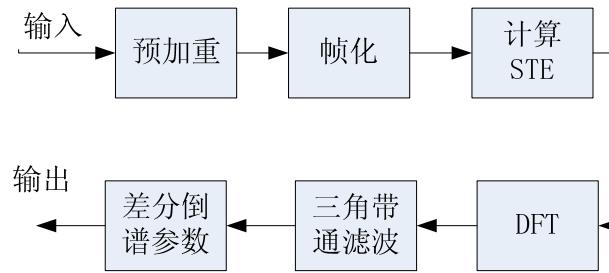 输入
预加重
帧化
计算
STE
输出
差分倒
谱参数
三角带
通滤波
DFT